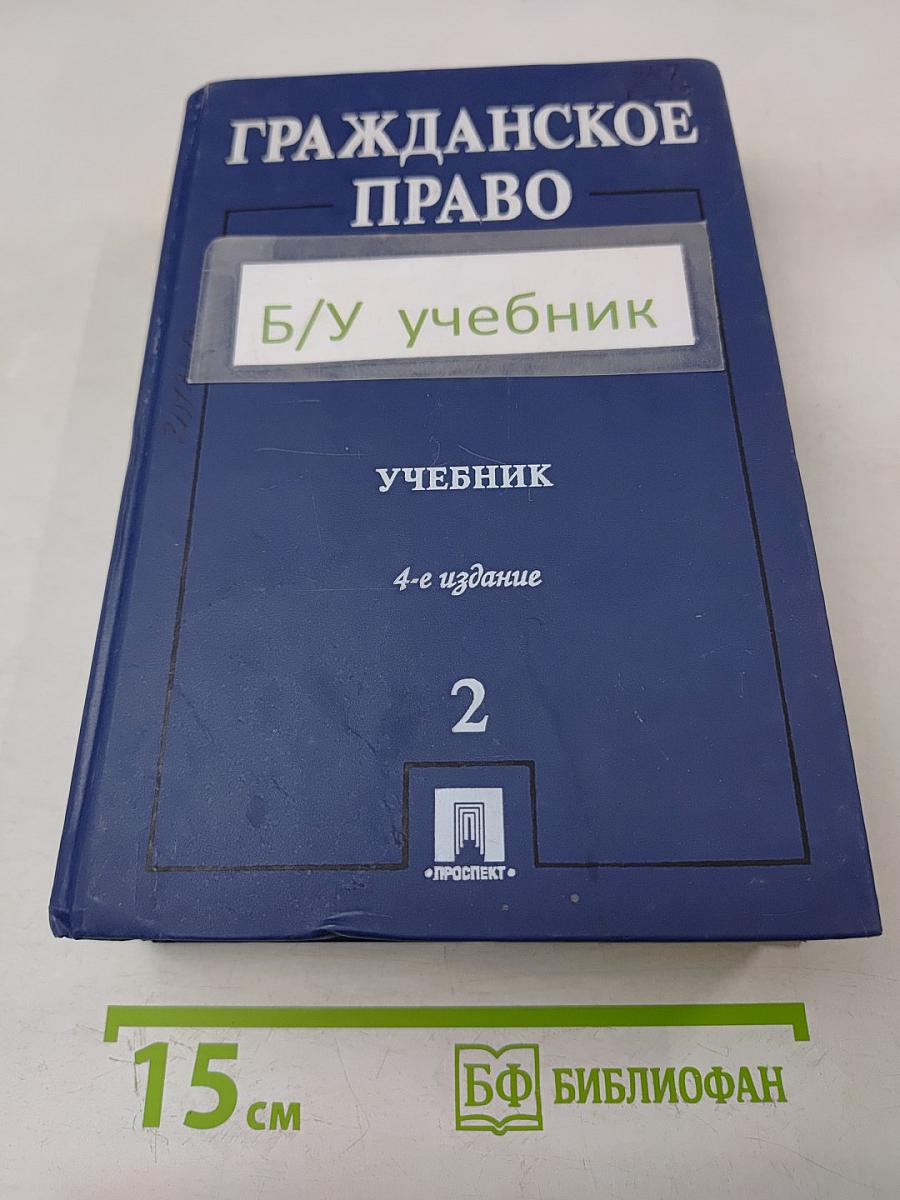 ГРАЖДАНСКОЕ
ПРАВО
Б/У учебник
УЧЕБНИК
4-е издание
2
•ПРОСПЕКТ•
15 см
БФ БИБЛИОФАН